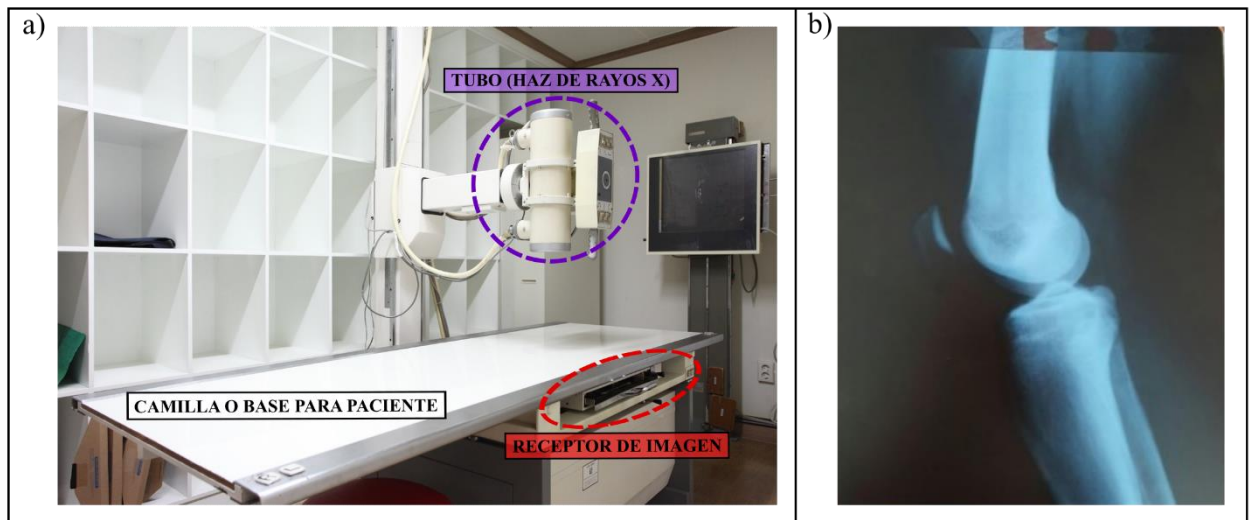 a)
TUBO (HAZ DE RAYOS X)
CAMILLA O BASE PARA PACIENTE
RECEPTOR DE IMAGEN
b)